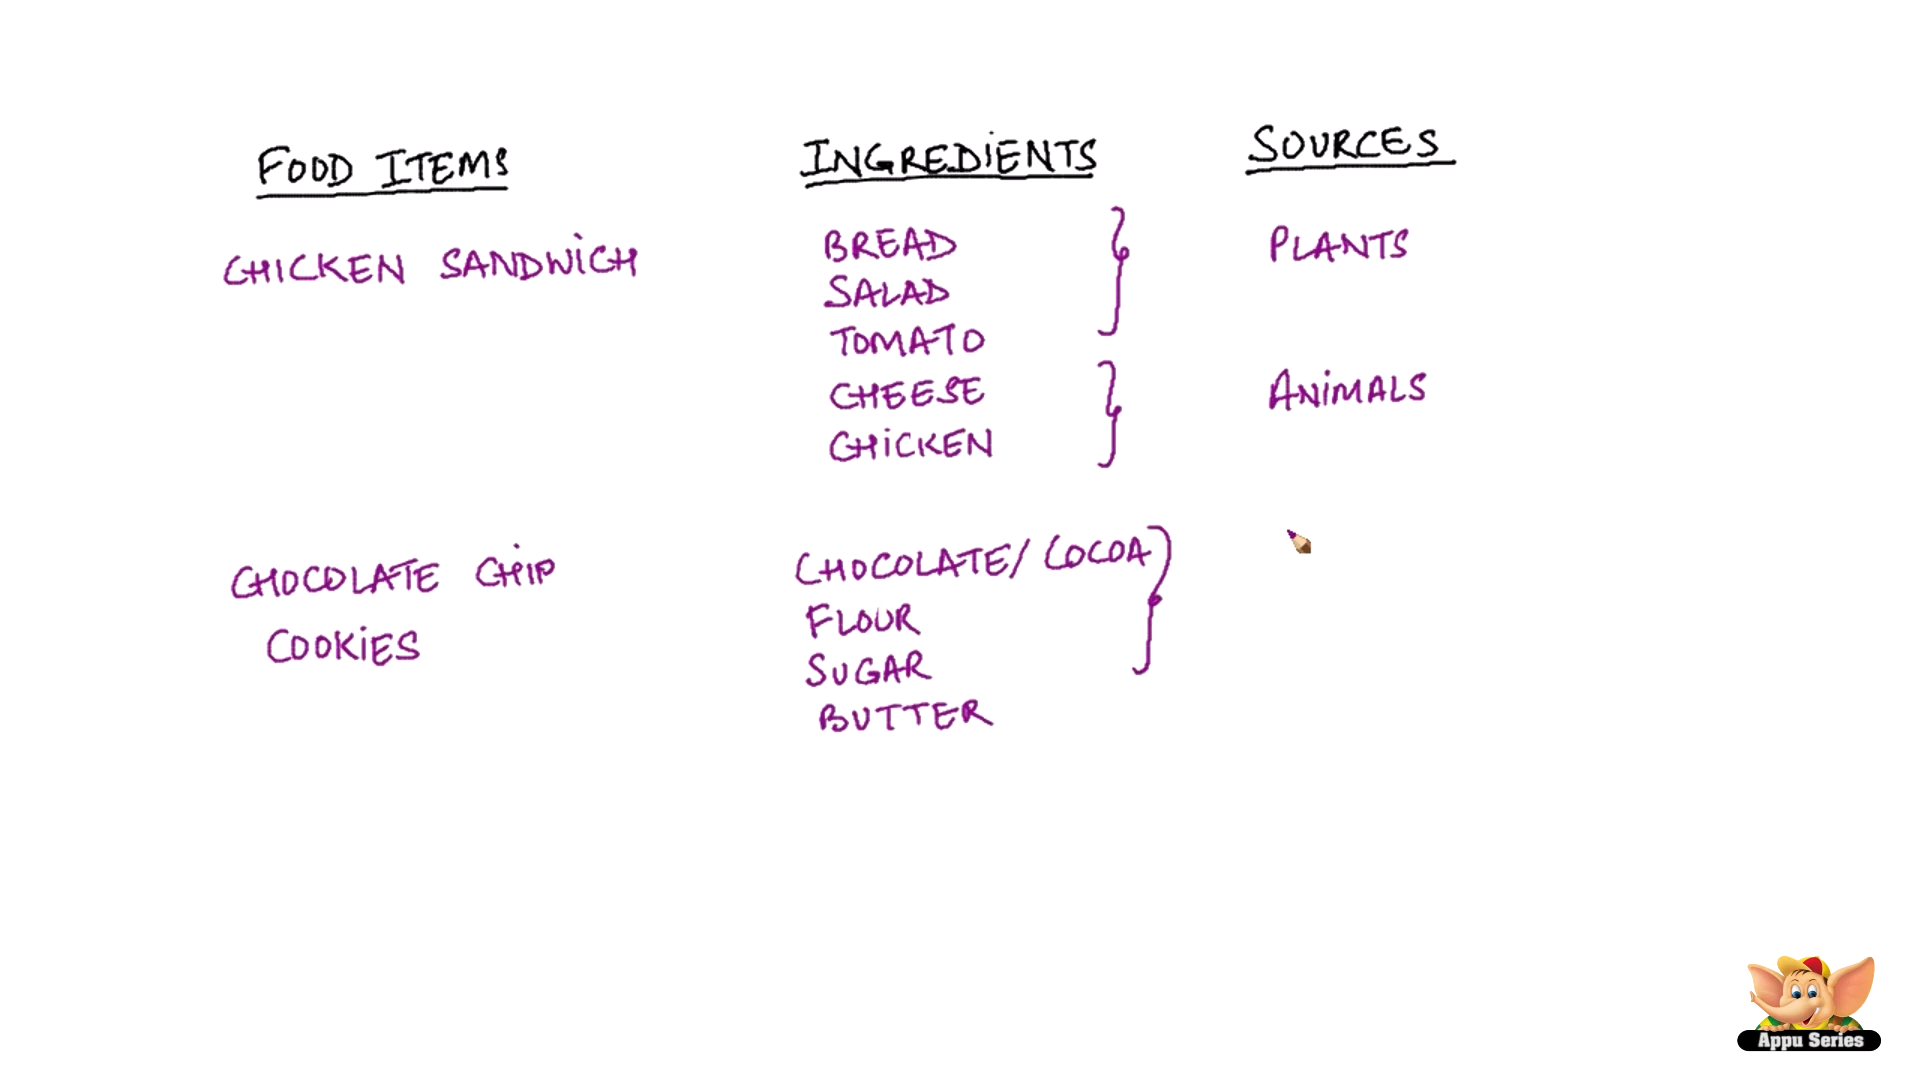 FOOD ITEMS INGREDIENTS SOURCES
CHICKEN SANDWICH BREAD PLANTS
SALAD
TOMATO
CHEESE ANIMALS
CHICKEN
CHOCOLATE CHIP CHOCOLATE/COCOA
FLOUR
COOKIES SUGAR
BUTTER
Appu Series